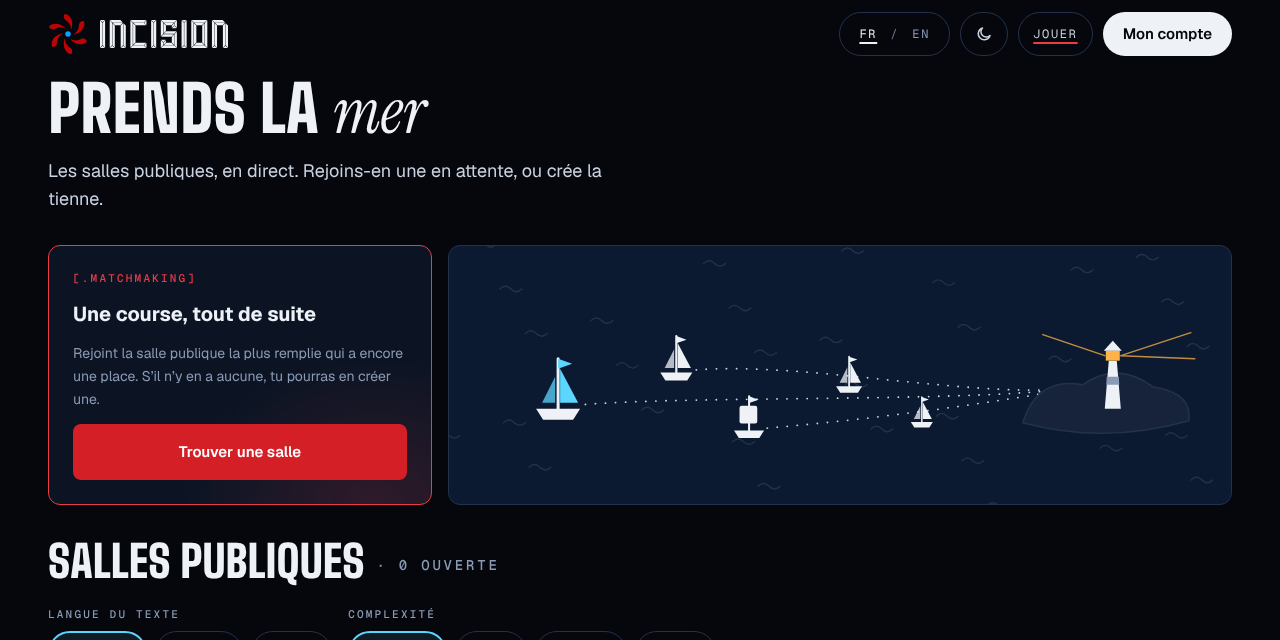 INCISION
FR / EN
JOUER
Mon compte
PRENDS LA mer
Les salles publiques, en direct. Rejoins-en une en attente, ou crée la
tienne.
[.MATCHMAKING]
Une course, tout de suite
Rejoint la salle publique la plus remplie qui a encore
une place. S’il n’y en a aucune, tu pourras en créer
une.
Trouver une salle
SALLES PUBLIQUES · 0 OUVERTE
LANGUE DU TEXTE
COMPLEXITÉ